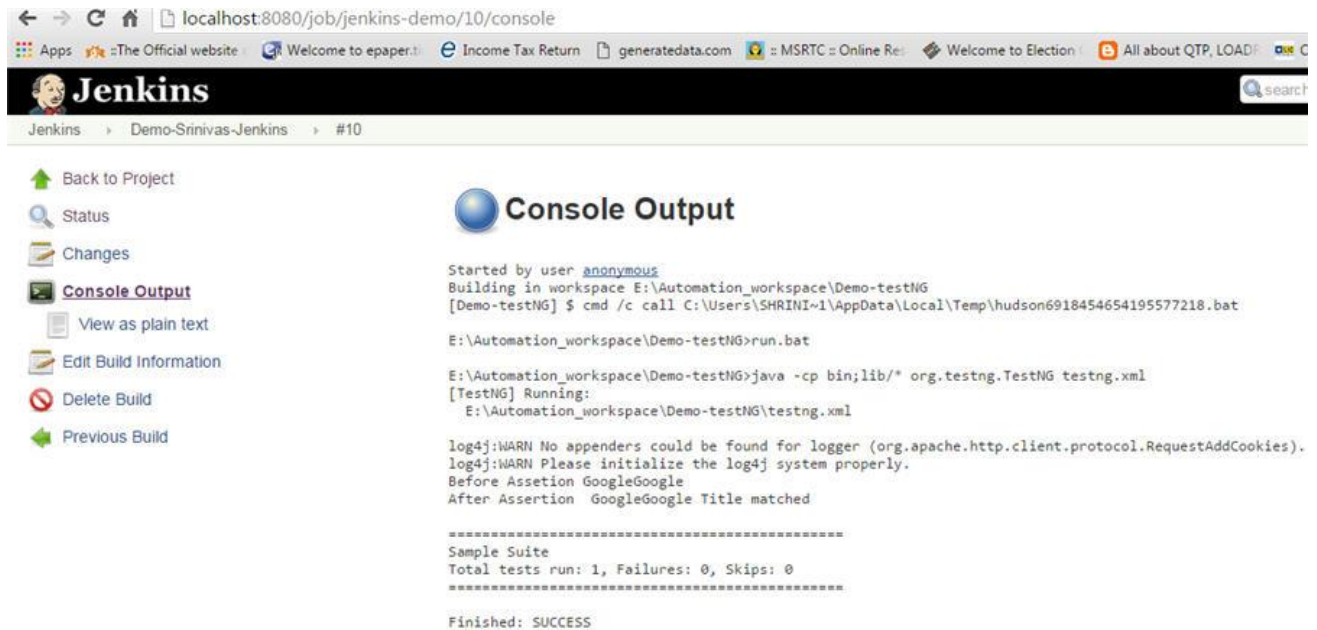 localhost:8080/job/jenkins-demo/10/console
Apps ::The Official website Welcome to epaper.ti Income Tax Return generatedata.com :: MSRTC :: Online Res Welcome to Election All about QTP, LOADR
Jenkins
search
Jenkins Demo-Srinivas-Jenkins #10
Back to Project
Status
Changes
Console Output
View as plain text
Edit Build Information
Delete Build
Previous Build
Console Output
Started by user anonymous
Building in workspace E:\Automation_workspace\Demo-testNG
[Demo-testNG] $ cmd /c call C:\Users\SHRINI~1\AppData\Local\Temp\hudson6918454654195577218.bat
E:\Automation_workspace\Demo-testNG>run.bat
E:\Automation_workspace\Demo-testNG>java -cp bin;lib/* org.testng.TestNG testng.xml
[TestNG] Running:
E:\Automation_workspace\Demo-testNG\testng.xml
log4j:WARN No appenders could be found for logger (org.apache.http.client.protocol.RequestAddCookies).
log4j:WARN Please initialize the log4j system properly.
Before Assetion GoogleGoogle
After Assertion  GoogleGoogle Title matched
===============================================
Sample Suite
Total tests run: 1, Failures: 0, Skips: 0
===============================================
Finished: SUCCESS